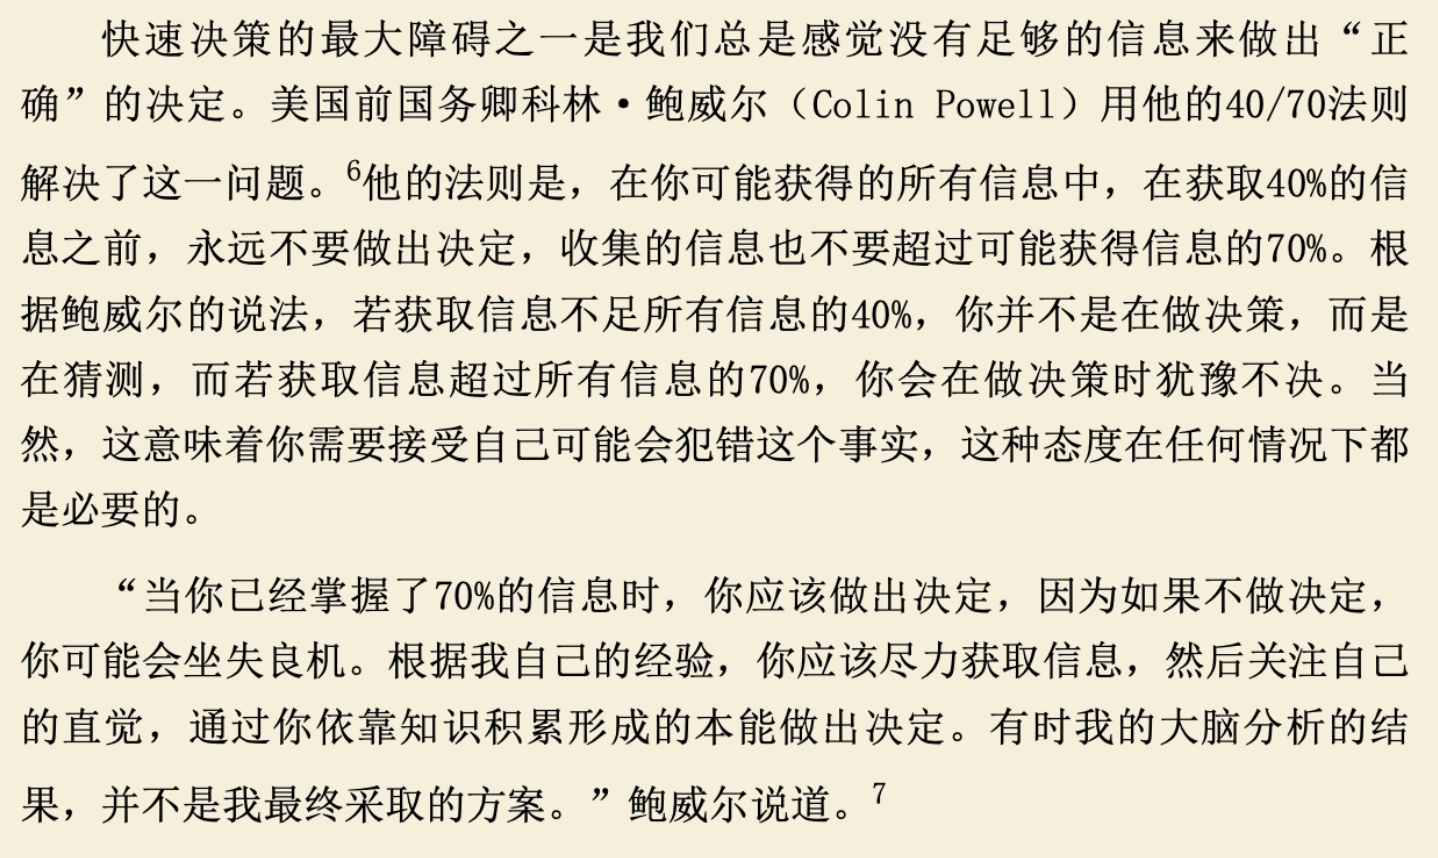 快速决策的最大障碍之一是我们总是感觉没有足够的信息来做出“正
确”的决定。美国前国务卿科林·鲍威尔（Colin Powell）用他的40/70法则
解决了这一问题。6他的法则是，在你可能获得的所有信息中，在获取40%的信
息之前，永远不要做出决定，收集的信息也不要超过可能获得信息的70%。根
据鲍威尔的说法，若获取信息不足所有信息的40%，你并不是在做决策，而是
在猜测，而若获取信息超过所有信息的70%，你会在做决策时犹豫不决。当
然，这意味着你需要接受自己可能会犯错这个事实，这种态度在任何情况下都
是必要的。
“当你已经掌握了70%的信息时，你应该做出决定，因为如果不做决定，
你可能会坐失良机。根据我自己的经验，你应该尽力获取信息，然后关注自己
的直觉，通过你依靠知识积累形成的本能做出决定。有时我的大脑分析的结
果，并不是我最终采取的方案。”鲍威尔说道。7